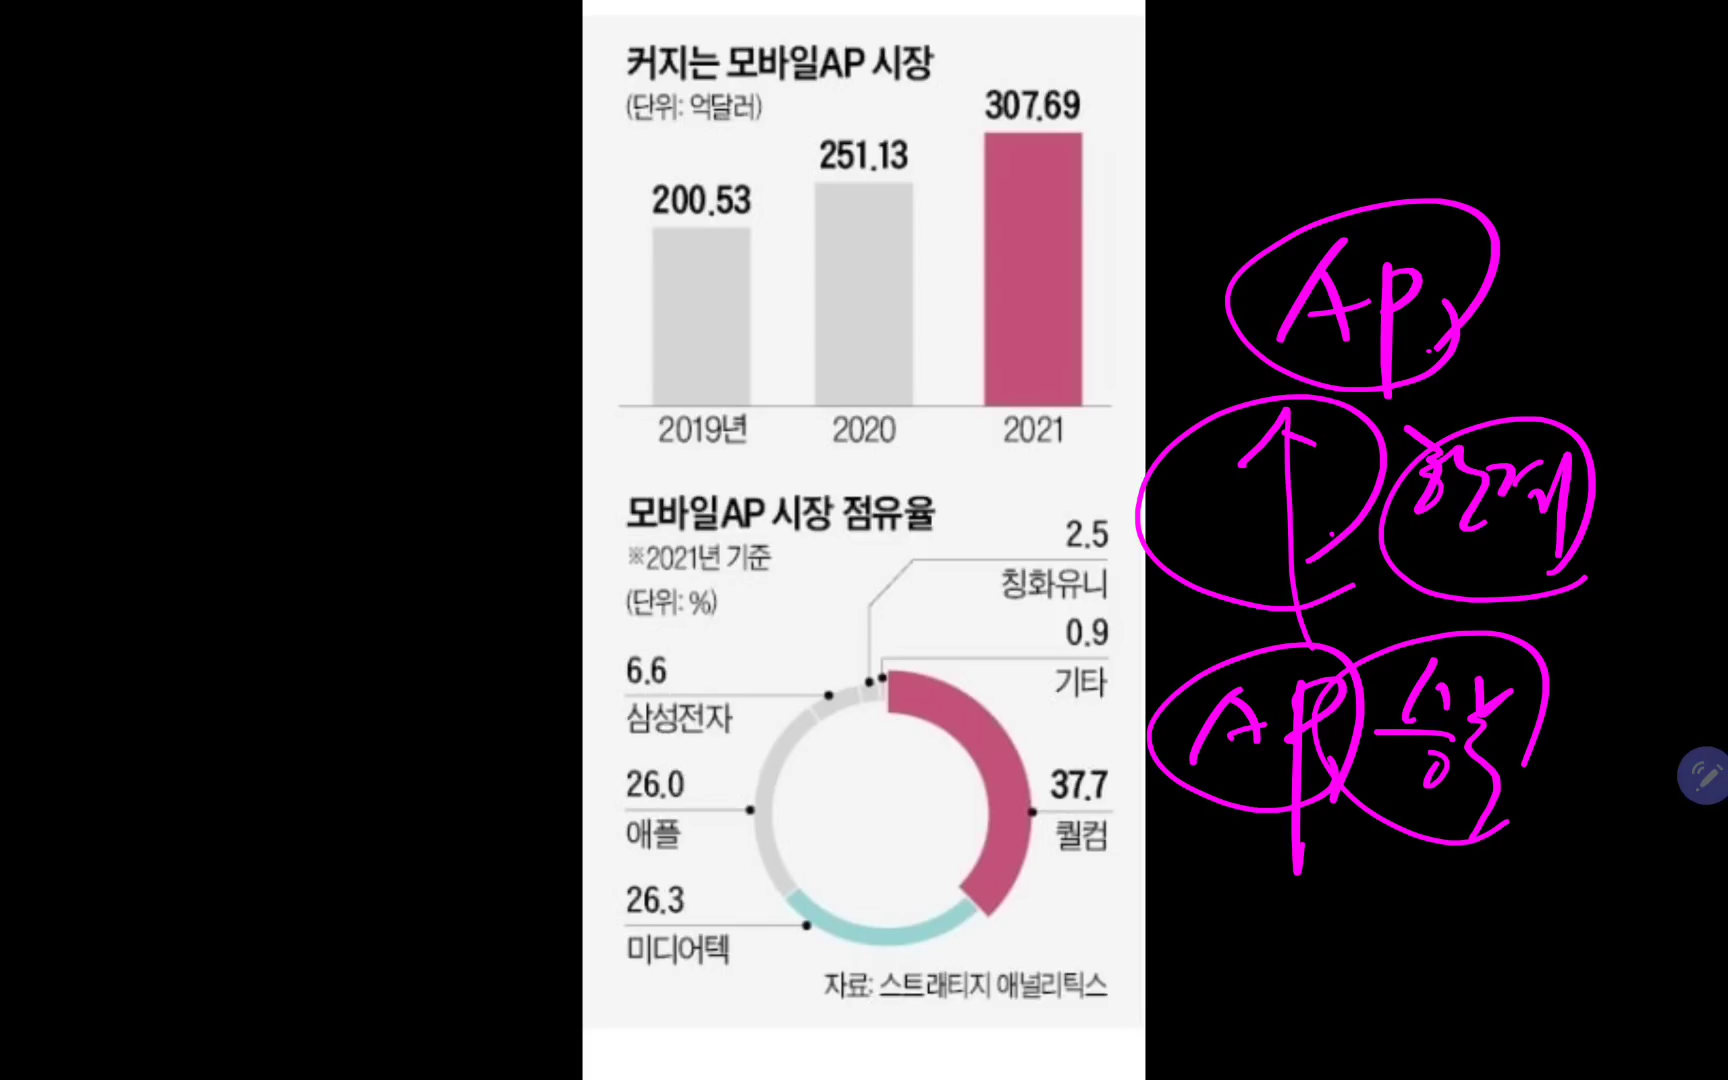 커지는 모바일AP 시장
(단위: 억달러)
200.53
251.13
307.69
2019년
2020
2021
모바일AP 시장 점유율
※2021년 기준
(단위: %)
2.5
칭화유니
0.9
기타
6.6
삼성전자
26.0
애플
37.7
퀄컴
26.3
미디어텍
자료: 스트래티지 애널리틱스
AP
AP